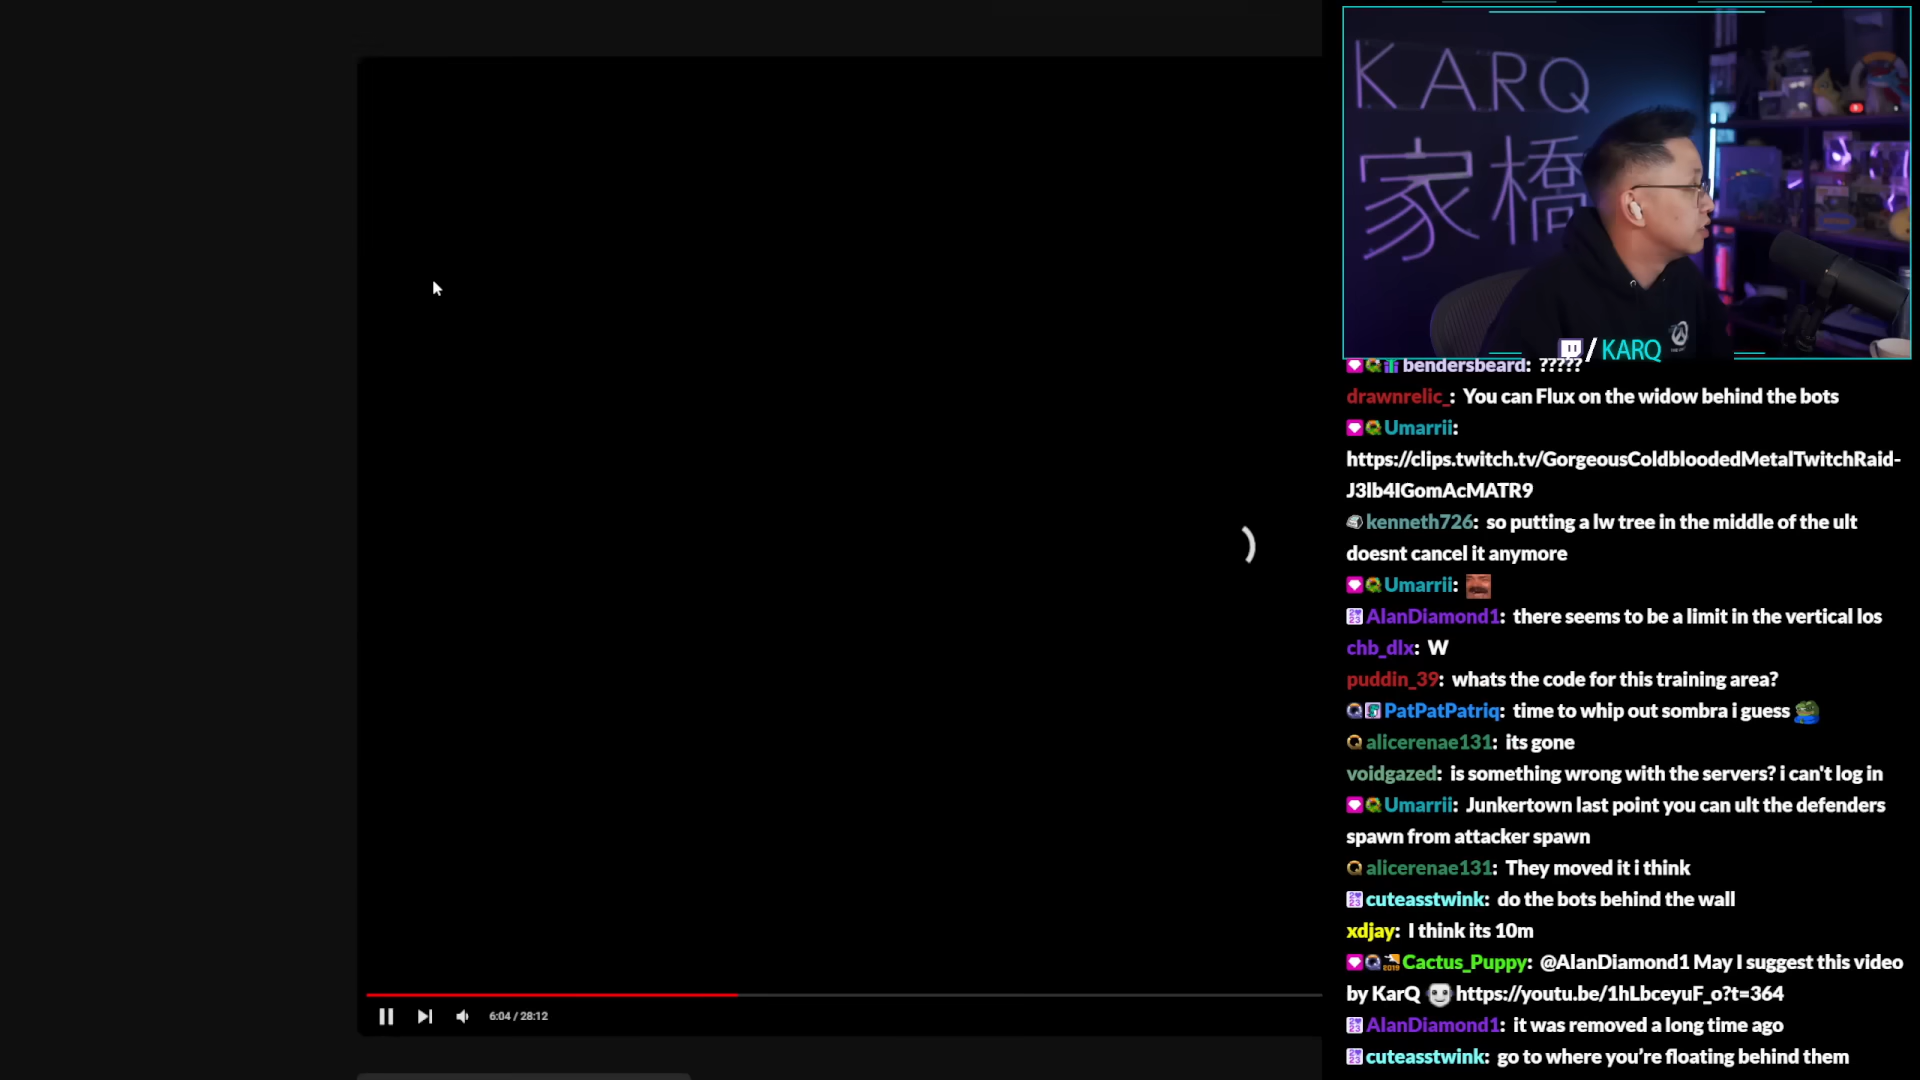 KARQ
家橋
/ KARQ
bendersbeard: ?????
drawnrelic_: You can Flux on the widow behind the bots
Umarrii:
https://clips.twitch.tv/GorgeousColdbloodedMetalTwitchRaid-
J3lb4IGomAcMATR9
kenneth726: so putting a lw tree in the middle of the ult
doesnt cancel it anymore
Umarrii:
AlanDiamond1: there seems to be a limit in the vertical los
chb_dlx: W
puddin_39: whats the code for this training area?
PatPatPatriq: time to whip out sombra i guess
alicerenae131: its gone
voidgazed: is something wrong with the servers? i can't log in
Umarrii: Junkertown last point you can ult the defenders
spawn from attacker spawn
alicerenae131: They moved it i think
cuteasstwink: do the bots behind the wall
xdjay: I think its 10m
Cactus_Puppy: @AlanDiamond1 May I suggest this video
by KarQ https://youtu.be/1hLbceyuF_o?t=364
AlanDiamond1: it was removed a long time ago
cuteasstwink: go to where you're floating behind them
6:04 / 28:12